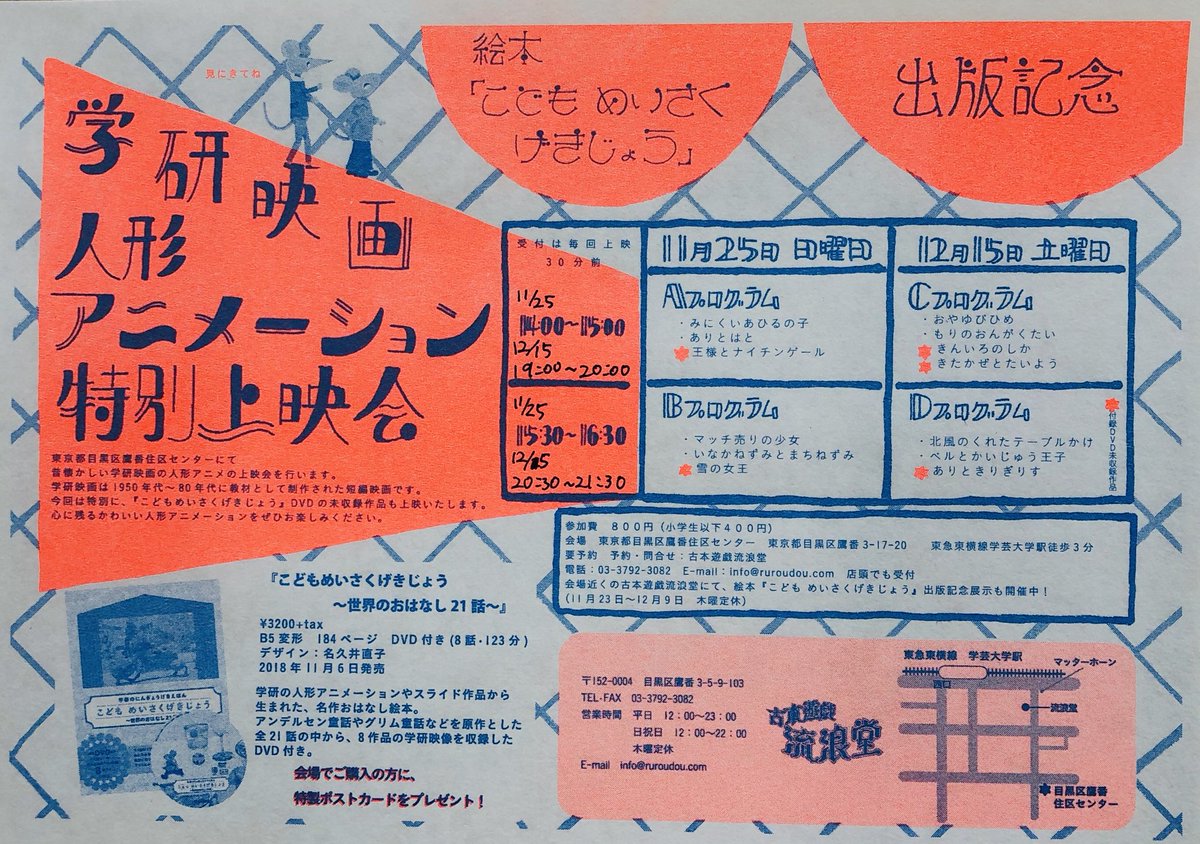 見にきてね
学研映画
人形
アニメーション
特別上映会
絵本
「こども めいさく
げきじょう」
出版記念
東京都目黒区鷹番住区センターにて
昔懐かしい学研映画の人形アニメの上映会を行います。
学研映画は1950年代〜80年代に教材として制作された短編映画です。
今回は特別に、『こどもめいさくげきじょう』DVDの未収録作品も上映いたします。
心に残るかわいい人形アニメーションをぜひお楽しみください。
受付は毎回上映
30分前
11月25日 日曜日
12月15日 土曜日
11/25
14:00〜15:00
12/15
19:00〜20:00
Aプログラム
・みにくいあひるの子
・ありとはと
王様とナイチンゲール
Cプログラム
・おやゆびひめ
・もりのおんがくたい
きんいろのしか
きたかぜとたいよう
11/25
15:30〜16:30
12/15
20:30〜21:30
Bプログラム
・マッチ売りの少女
・いなかねずみとまちねずみ
雪の女王
Dプログラム
・北風のくれたテーブルかけ
・ベルとかいじゅう王子
ありときりぎりす
付録DVD未収録作品
参加費 800円(小学生以下400円)
会場 東京都目黒区鷹番住区センター 東京都目黒区鷹番3-17-20 東急東横線学芸大学駅徒歩3分
要予約 予約・問合せ:古本遊戯流浪堂
電話:03-3792-3082 E-mail:info@ruroudou.com 店頭でも受付
会場近くの古本遊戯流浪堂にて、絵本『こども めいさくげきじょう』出版記念展示も開催中!
(11月23日〜12月9日 木曜定休)
『こどもめいさくげきじょう
〜世界のおはなし21話〜』
¥3200+tax
B5変形 184ページ DVD付き(8話・123分)
デザイン:名久井直子
2018年11月6日発売
学研の人形アニメーションやスライド作品から
生まれた、名作おはなし絵本。
アンデルセン童話やグリム童話などを原作とした
全21話の中から、8作品の学研映像を収録した
DVD付き。
会場でご購入の方に、
特製ポストカードをプレゼント!
学研のにんぎょうげきえほん
こども めいさくげきじょう
〜世界のおはなし21話〜
〒152-0004 目黒区鷹番3-5-9-103
TEL・FAX 03-3792-3082
営業時間 平日 12:00〜23:00
日祝日 12:00〜22:00
木曜定休
E-mail info@ruroudou.com
古本遊戯
流浪堂
東急東横線 学芸大学駅
マッターホーン
西口
流浪堂
目黒区鷹番
住区センター